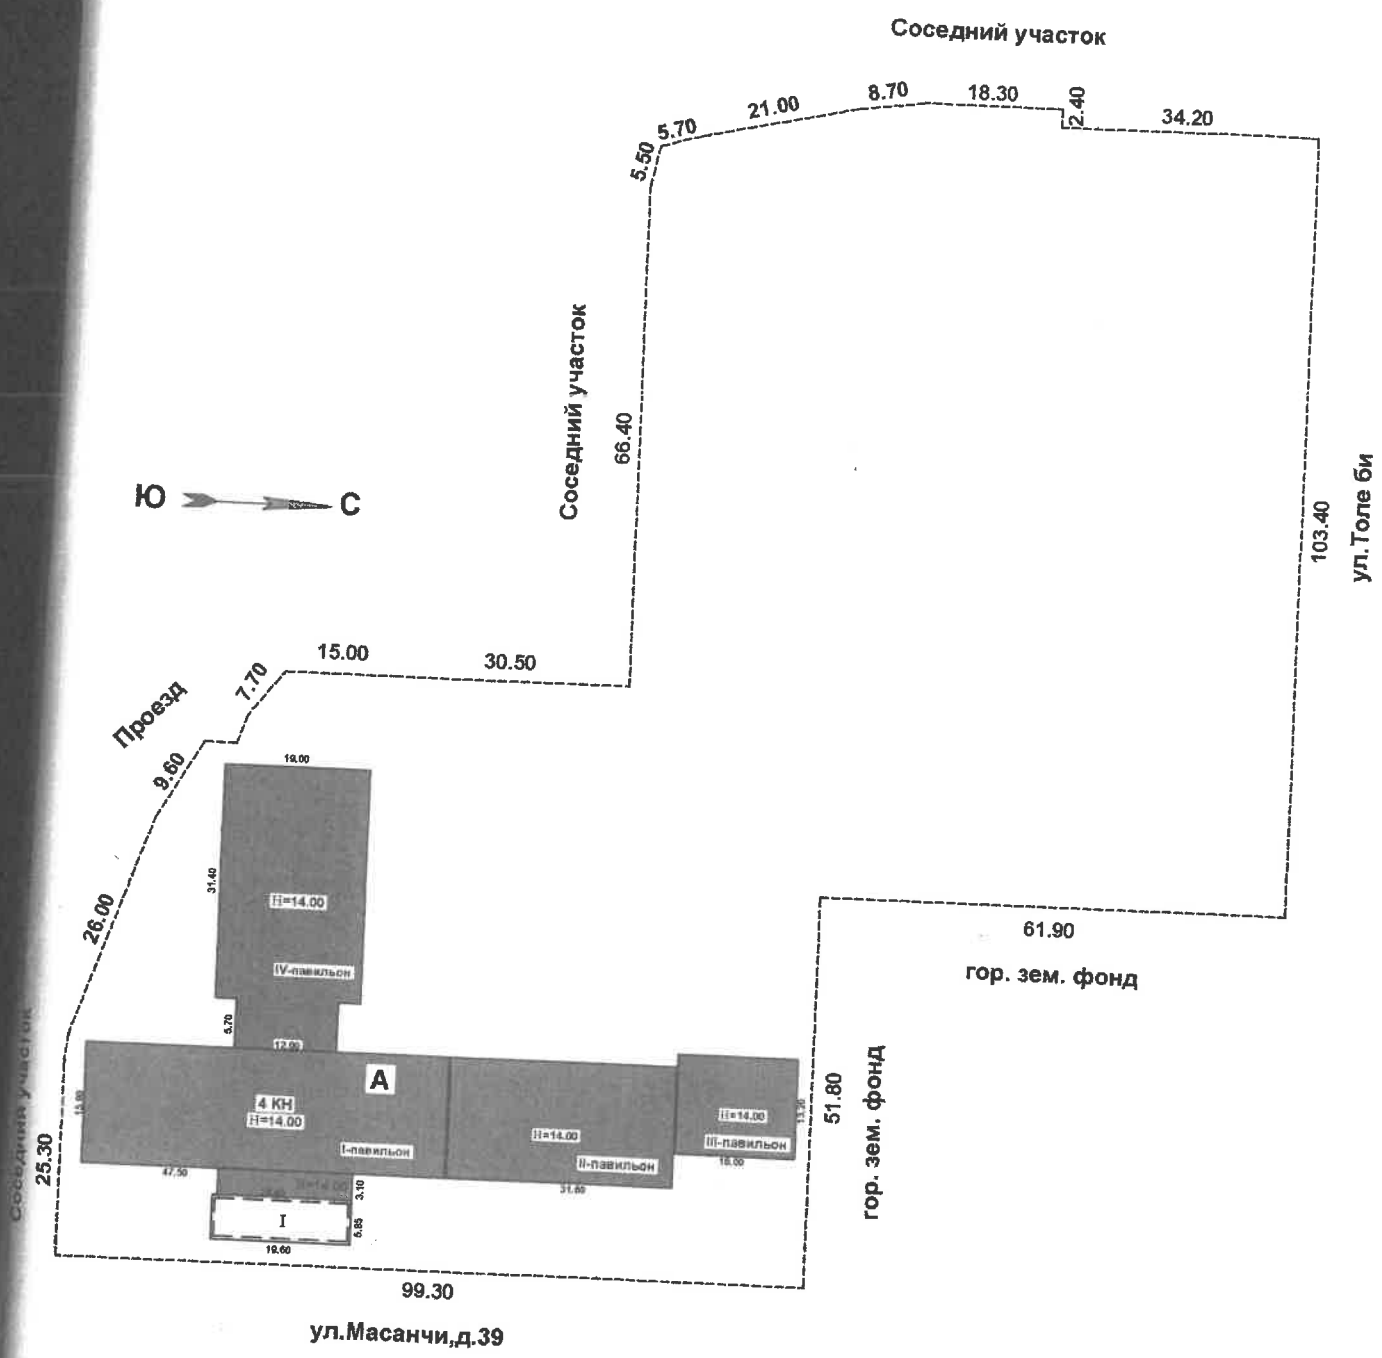 Соседний участок
8.70
18.30
2.40
21.00
34.20
5.70
5.50
Соседний участок
66.40
Ю
С
103.40
ул.Толе би
15.00
30.50
7.70
Проезд
9.60
19.00
31.40
Н=14.00
IV-павильон
26.00
61.90
гор. зем. фонд
5.70
12.00
А
4 КН
Н=14.00
I-павильон
Н=14.00
II-павильон
Н=14.00
III-павильон
13.20
51.80
гор. зем. фонд
Соседний участок
25.30
47.50
18.00
31.60
Н=14.00
3.10
I
5.85
19.60
99.30
ул.Масанчи,д.39